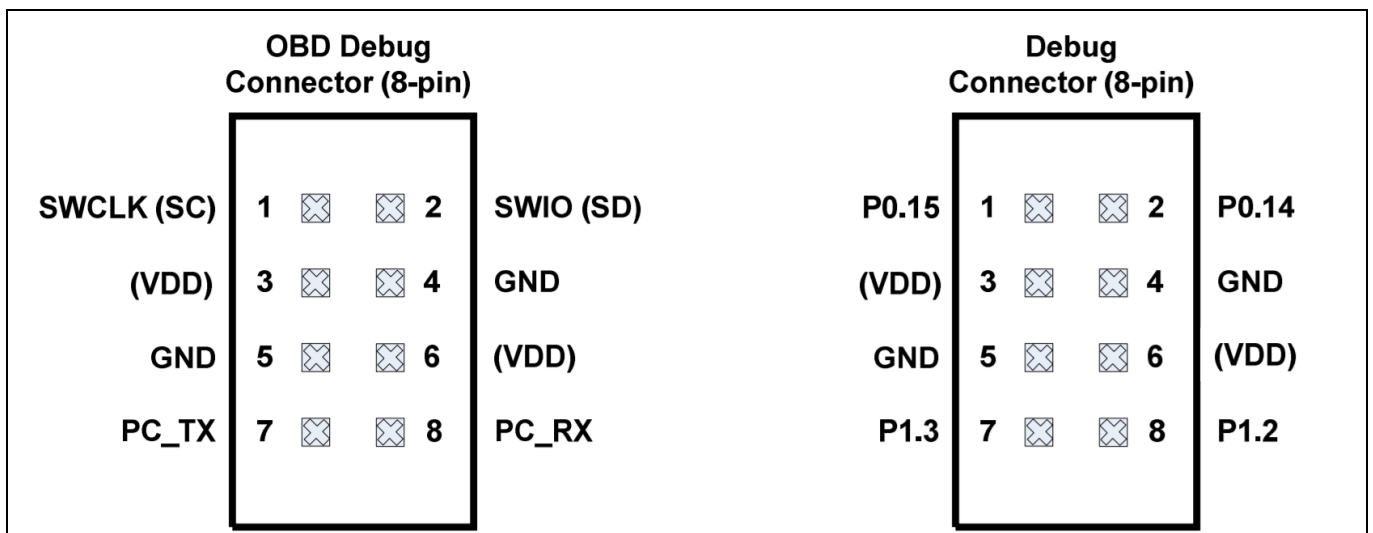 OBD Debug
Connector (8-pin)
SWCLK (SC) 1 2 SWIO (SD)
(VDD) 3 4 GND
GND 5 6 (VDD)
PC_TX 7 8 PC_RX
Debug
Connector (8-pin)
P0.15 1 2 P0.14
(VDD) 3 4 GND
GND 5 6 (VDD)
P1.3 7 8 P1.2